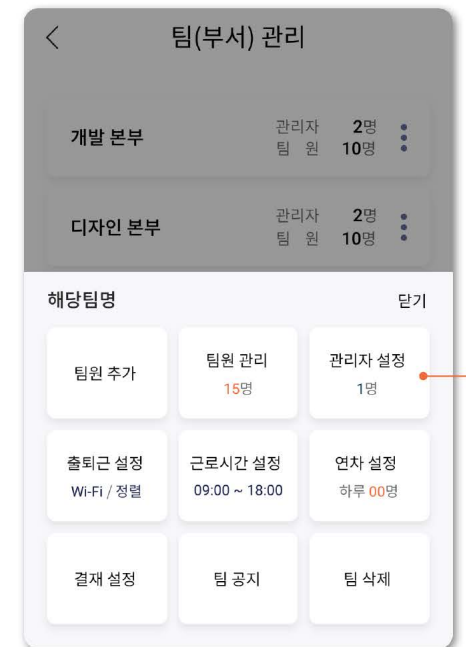 팀(부서) 관리
개발 본부
관리자 2명
팀 원 10명
디자인 본부
관리자 2명
팀 원 10명
해당팀명 닫기
팀원 추가
팀원 관리
15명
관리자 설정
1명
출퇴근 설정
Wi-Fi / 정렬
근로시간 설정
09:00 ~ 18:00
연차 설정
하루 00명
결재 설정
팀 공지
팀 삭제